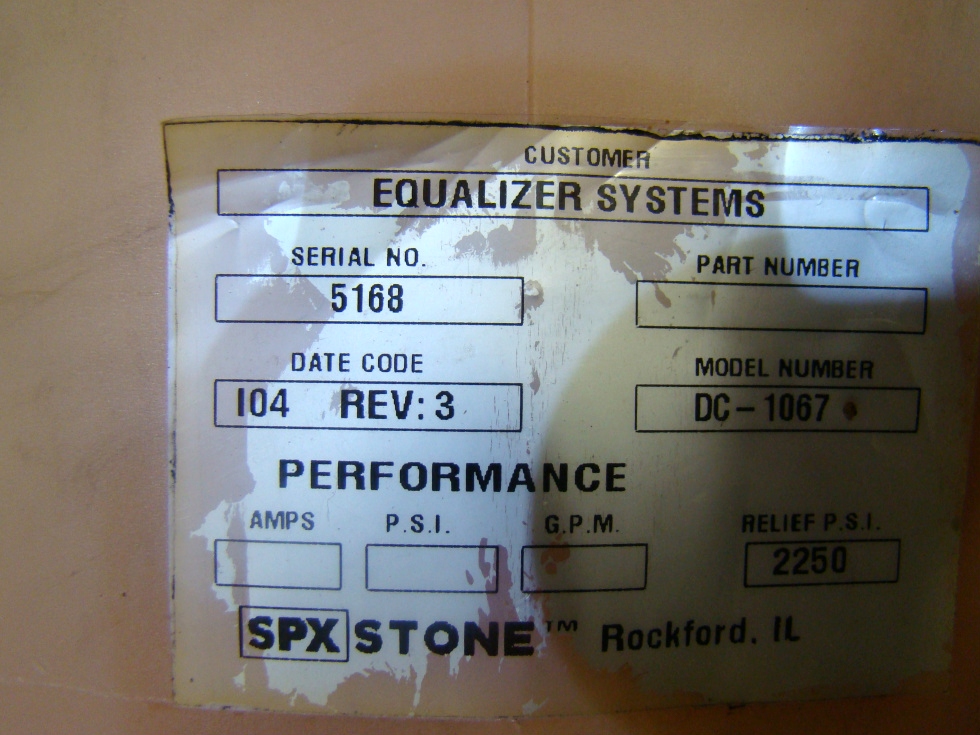 CUSTOMER
EQUALIZER SYSTEMS
SERIAL NO. PART NUMBER
5168
DATE CODE MODEL NUMBER
I04 REV: 3 DC-1067
PERFORMANCE
AMPS P.S.I. G.P.M. RELIEF P.S.I.
2250
SPX STONE™ Rockford, IL